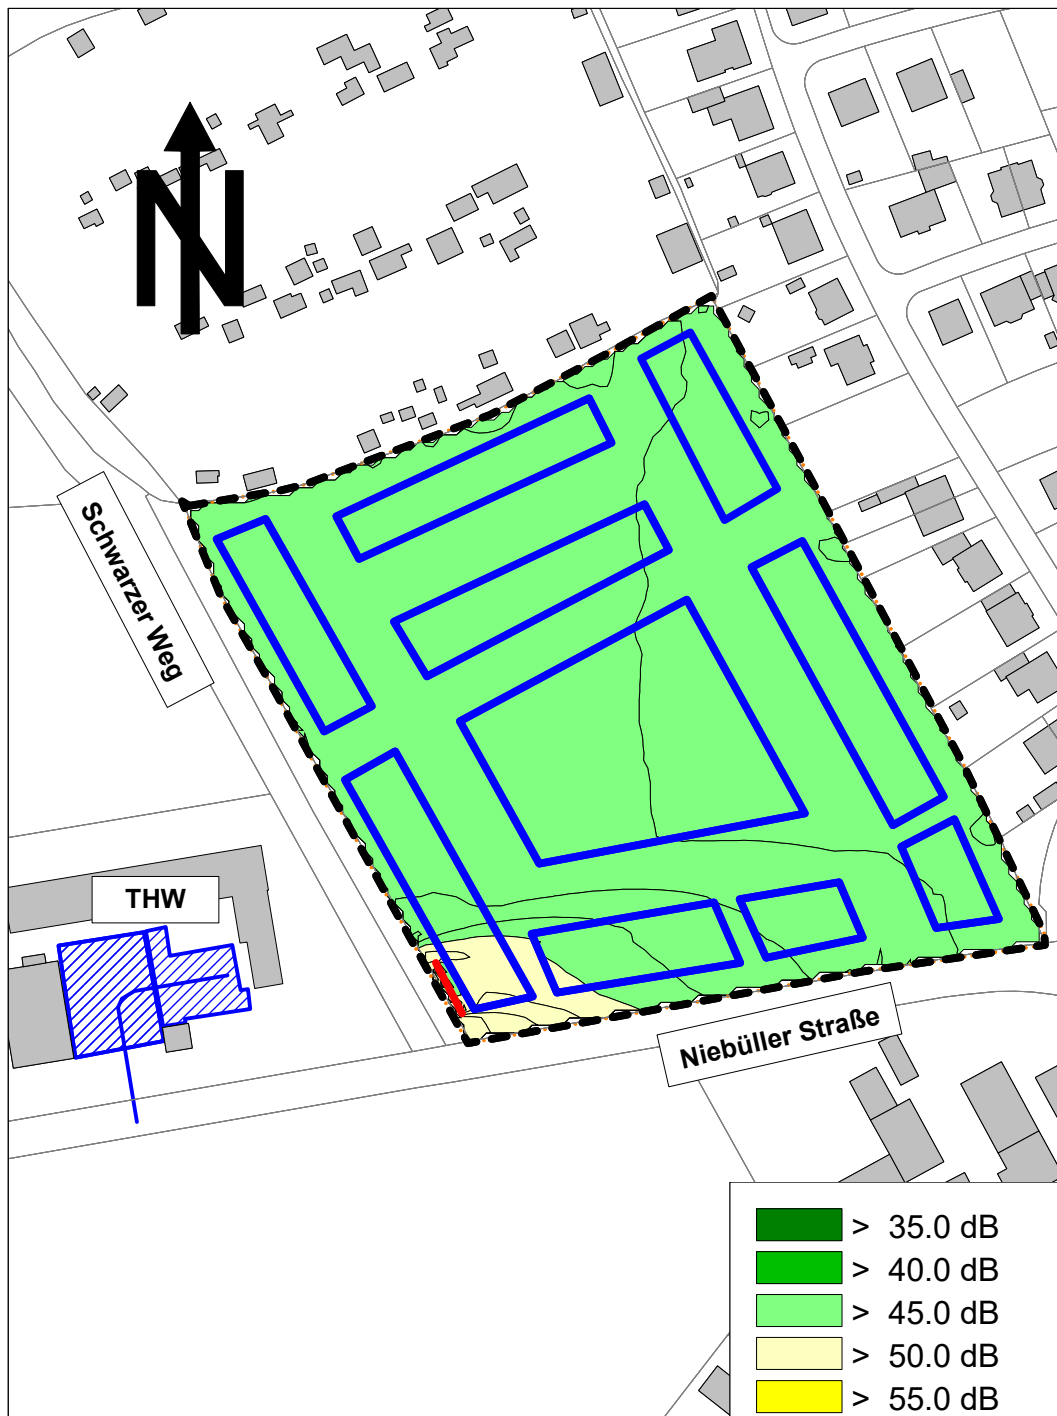 N
Schwarzer Weg
THW
Niebüller Straße
> 35.0 dB
> 40.0 dB
> 45.0 dB
> 50.0 dB
> 55.0 dB